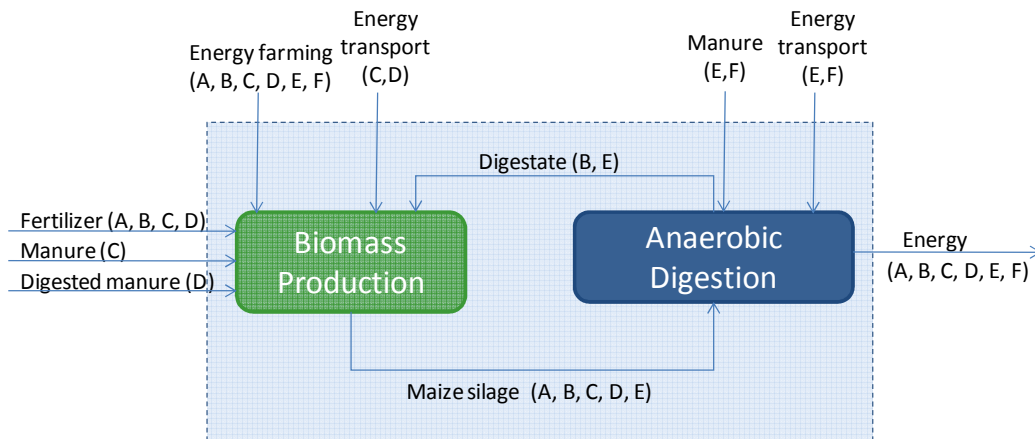 Energy farming
(A, B, C, D, E, F)
Energy
transport
(C,D)
Manure
(E,F)
Energy
transport
(E,F)
Digestate (B, E)
Fertilizer (A, B, C, D)
Manure (C)
Digested manure (D)
Biomass
Production
Anaerobic
Digestion
Energy
(A, B, C, D, E, F)
Maize silage (A, B, C, D, E)